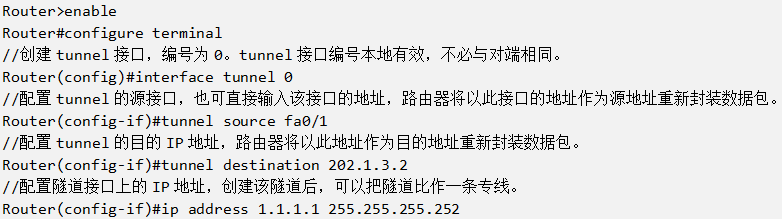 Router>enable
Router#configure terminal
//创建 tunnel 接口，编号为 0。tunnel 接口编号本地有效，不必与对端相同。
Router(config)#interface tunnel 0
//配置 tunnel 的源接口，也可直接输入该接口的地址，路由器将以此接口的地址作为源地址重新封装数据包。
Router(config-if)#tunnel source fa0/1
//配置 tunnel 的目的 IP 地址，路由器将以此地址作为目的地址重新封装数据包。
Router(config-if)#tunnel destination 202.1.3.2
//配置隧道接口上的 IP 地址，创建该隧道后，可以把隧道比作一条专线。
Router(config-if)#ip address 1.1.1.1 255.255.255.252